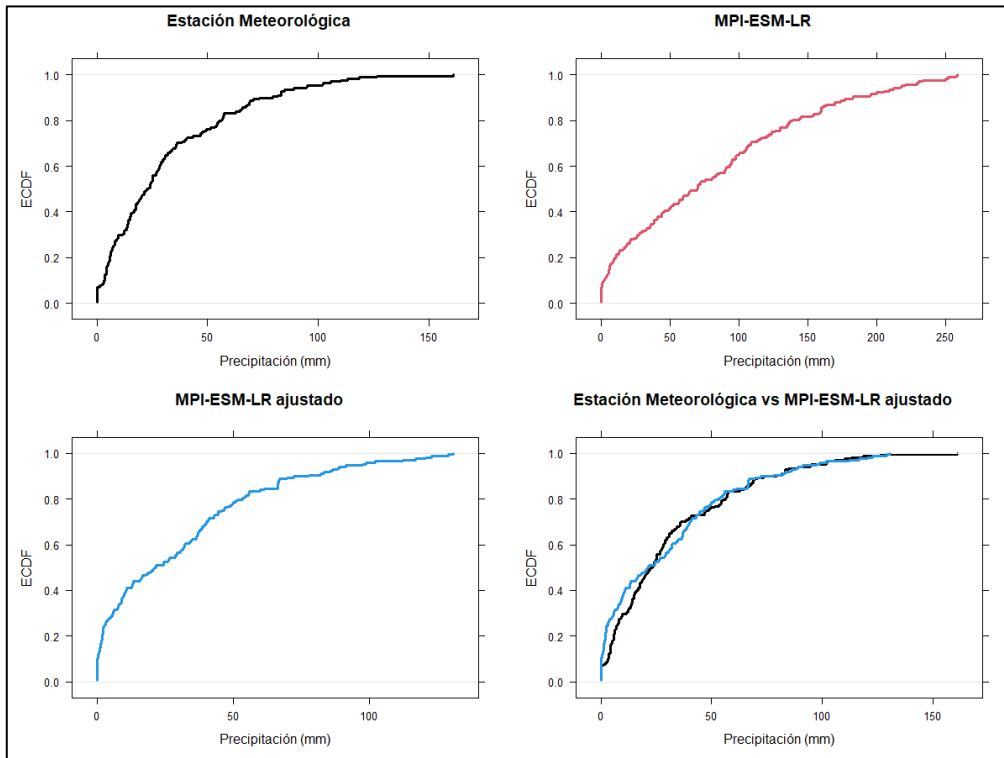 Estación Meteorológica
1.0
0.8
0.6
0.4
0.2
0.0
ECDF
0 50 100 150
Precipitación (mm)
MPI-ESM-LR
1.0
0.8
0.6
0.4
0.2
0.0
ECDF
0 50 100 150 200 250
Precipitación (mm)
MPI-ESM-LR ajustado
1.0
0.8
0.6
0.4
0.2
0.0
ECDF
0 50 100
Precipitación (mm)
Estación Meteorológica vs MPI-ESM-LR ajustado
1.0
0.8
0.6
0.4
0.2
0.0
ECDF
0 50 100 150
Precipitación (mm)